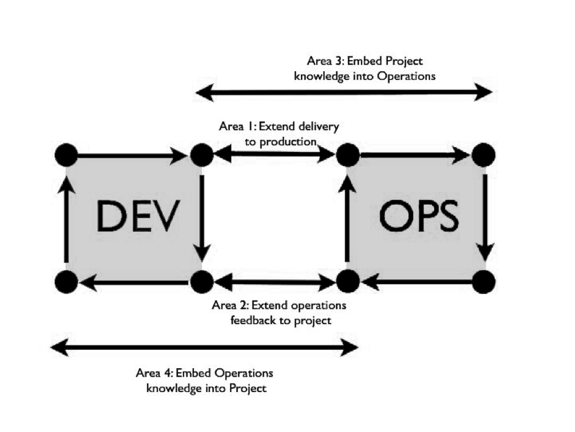 Area 3: Embed Project
knowledge into Operations
Area 1: Extend delivery
to production
DEV
OPS
Area 2: Extend operations
feedback to project
Area 4: Embed Operations
knowledge into Project